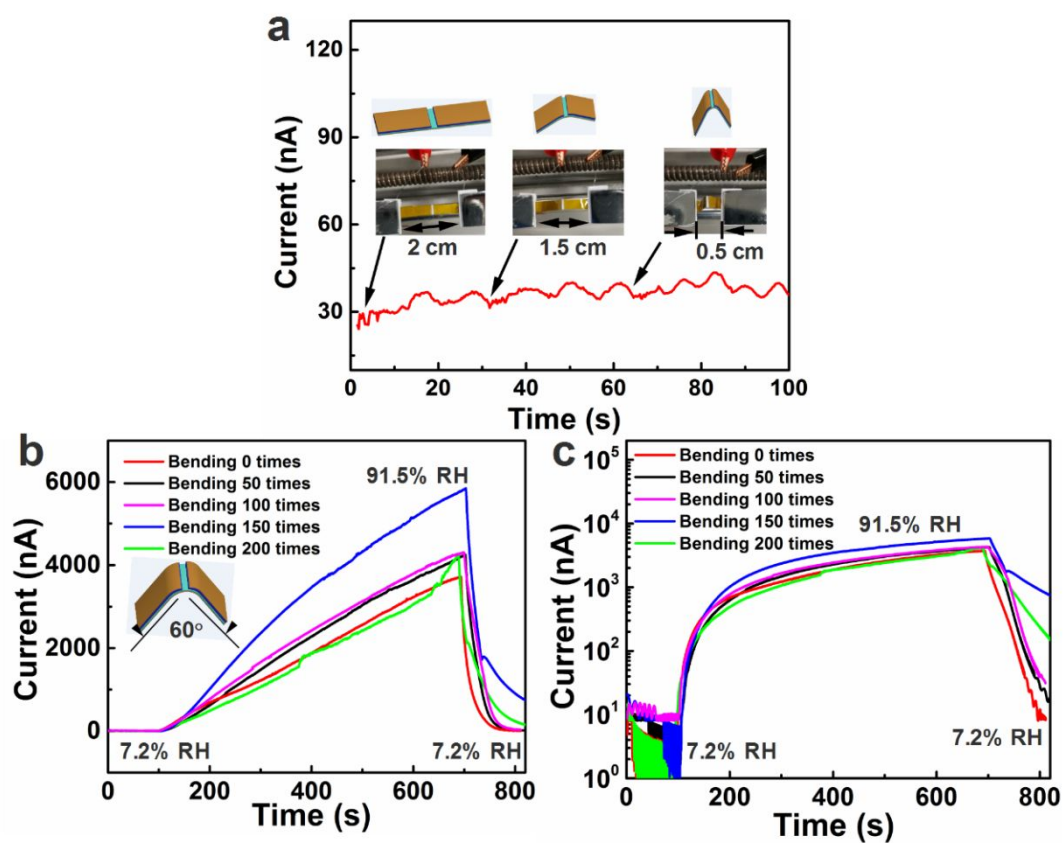 a
120
90
60
30
Current (nA)
2 cm
1.5 cm
0.5 cm
0 20 40 60 80 100
Time (s)
b
Bending 0 times
Bending 50 times
Bending 100 times
Bending 150 times
Bending 200 times
6000
4000
2000
0
Current (nA)
91.5% RH
60°
7.2% RH
7.2% RH
0 200 400 600 800
Time (s)
c
Bending 0 times
Bending 50 times
Bending 100 times
Bending 150 times
Bending 200 times
10⁵
10⁴
10³
10²
10¹
10⁰
Current (nA)
91.5% RH
7.2% RH
7.2% RH
0 200 400 600 800
Time (s)